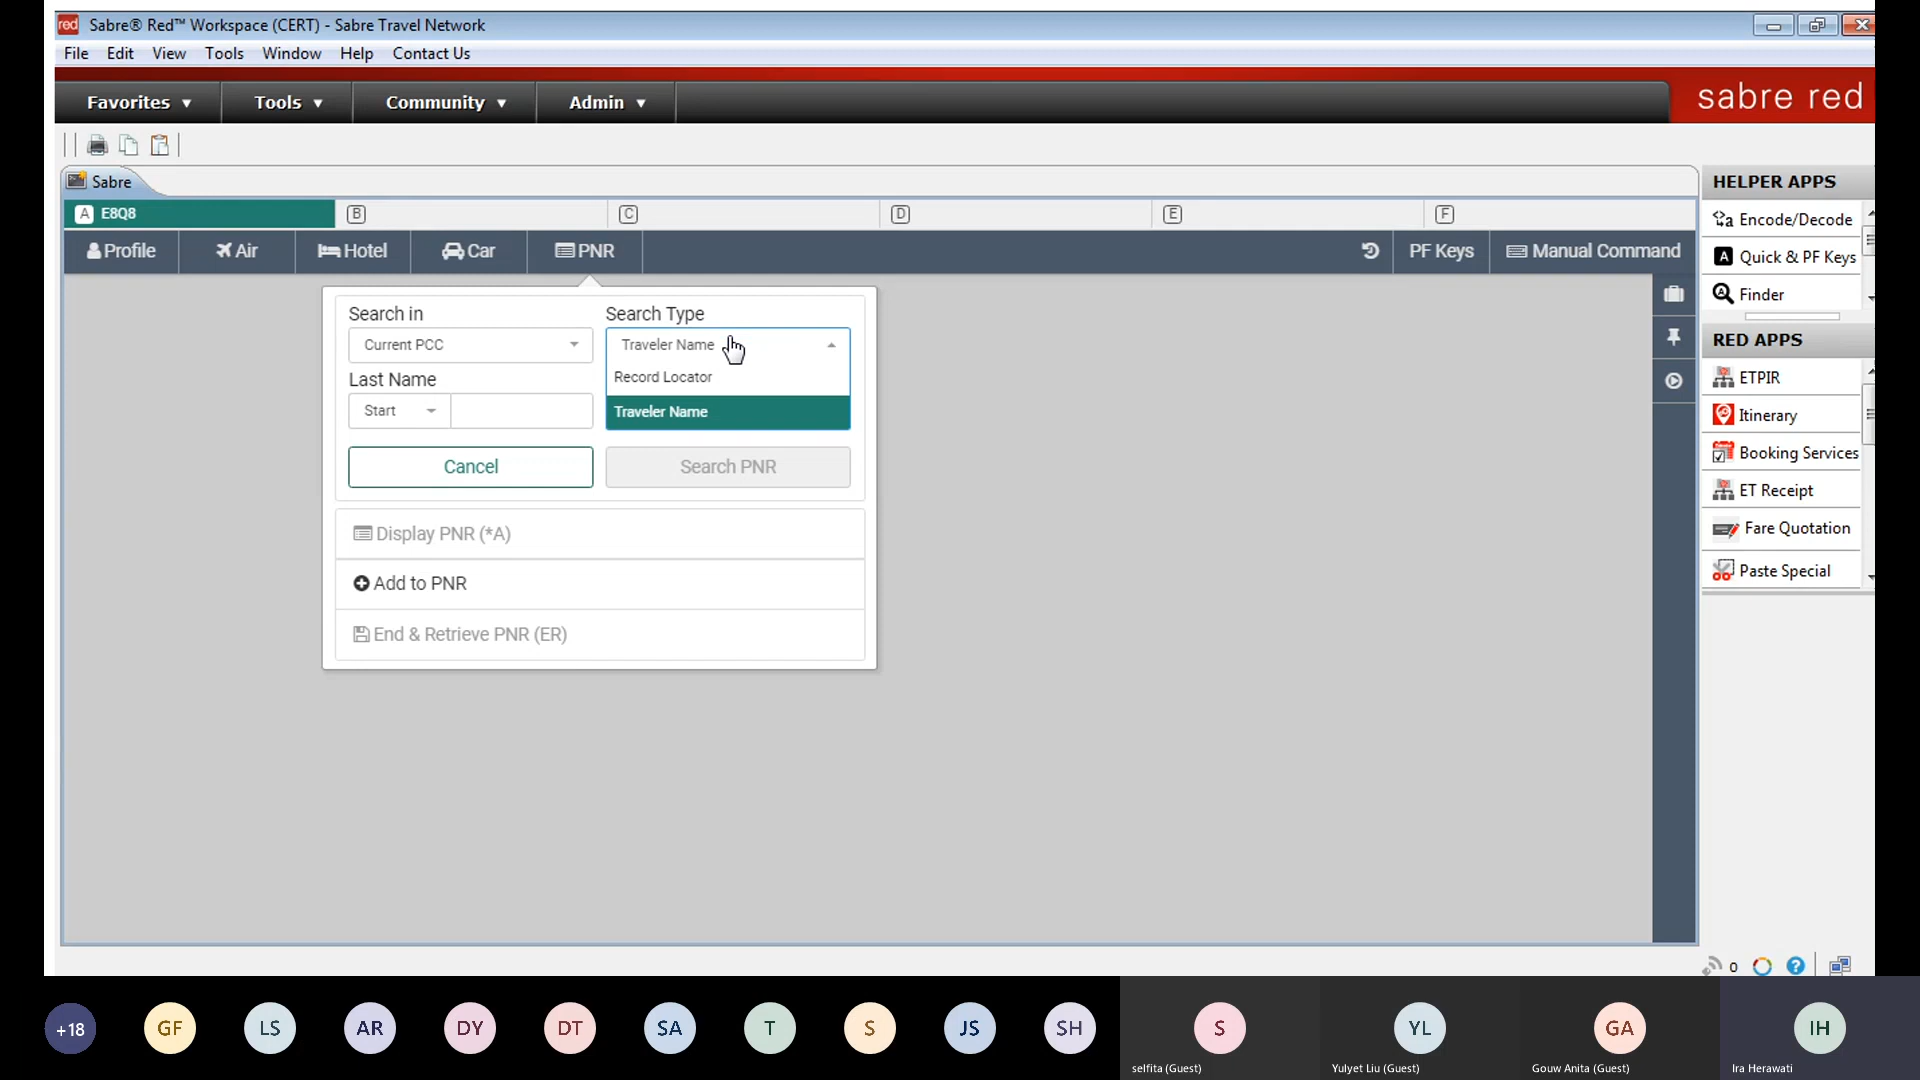 red Sabre® Red™ Workspace (CERT) - Sabre Travel Network
File Edit View Tools Window Help Contact Us
Favorites Tools Community Admin
sabre red
Sabre
A E8Q8 B C D E F
Profile Air Hotel Car PNR PF Keys Manual Command
Search in Search Type
Current PCC Traveler Name
Record Locator
Last Name
Start Traveler Name
Cancel Search PNR
Display PNR (*A)
Add to PNR
End & Retrieve PNR (ER)
HELPER APPS
Encode/Decode
A Quick & PF Keys
Finder
RED APPS
ETPIR
Itinerary
Booking Services
ET Receipt
Fare Quotation
Paste Special
0
+18 GF LS AR DY DT SA T S JS SH S YL GA IH
selfita (Guest) Yulyet Liu (Guest) Gouw Anita (Guest) Ira Herawati